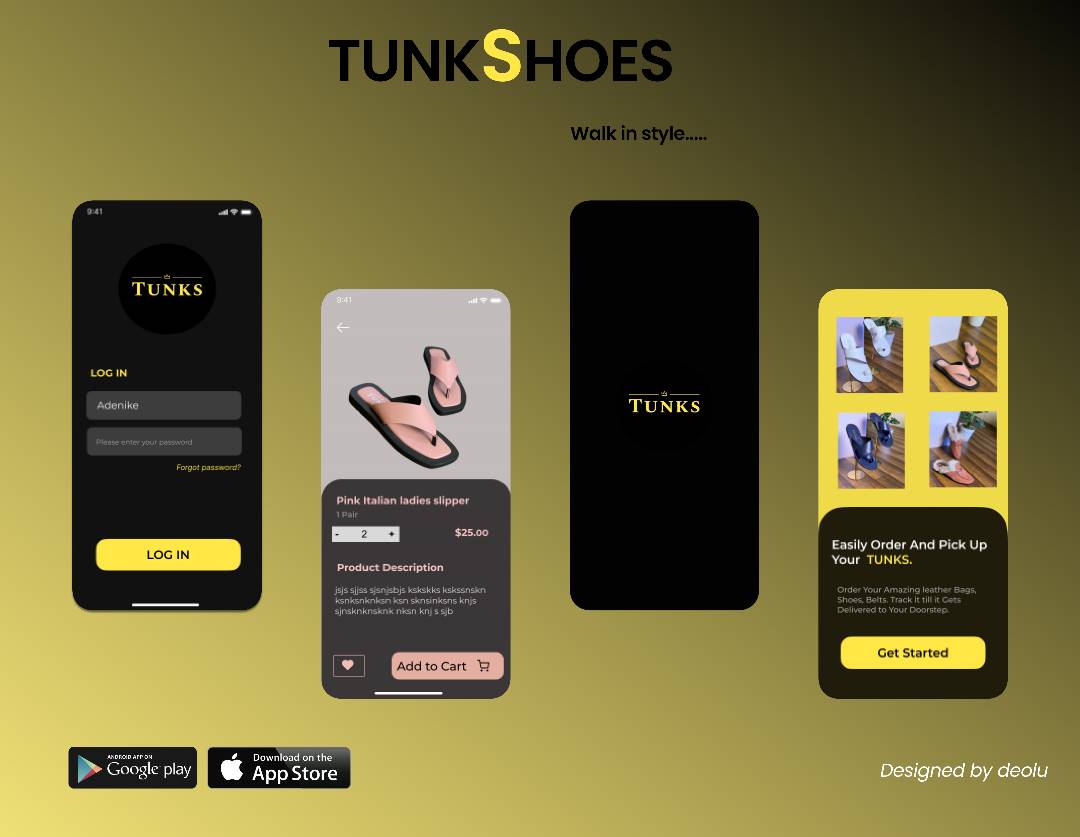 TUNKSHOES
Walk in style.....
9:41
TUNKS
LOG IN
Adenike
Please enter your password
Forgot password?
LOG IN
9:41
Pink Italian ladies slipper
1 Pair
- 2 +
$25.00
Product Description
jsjs sjjss sjsnjsbjs kskskks kskssnskn
ksnksnknksn ksn sknsinksns knjs
sjnsknknsknk nksn knj s sjb
Add to Cart
TUNKS
Easily Order And Pick Up
Your TUNKS.
Order Your Amazing leather Bags,
Shoes, Belts. Track it till it Gets
Delivered to Your Doorstep.
Get Started
ANDROID APP ON
Google play
Download on the
App Store
Designed by deolu